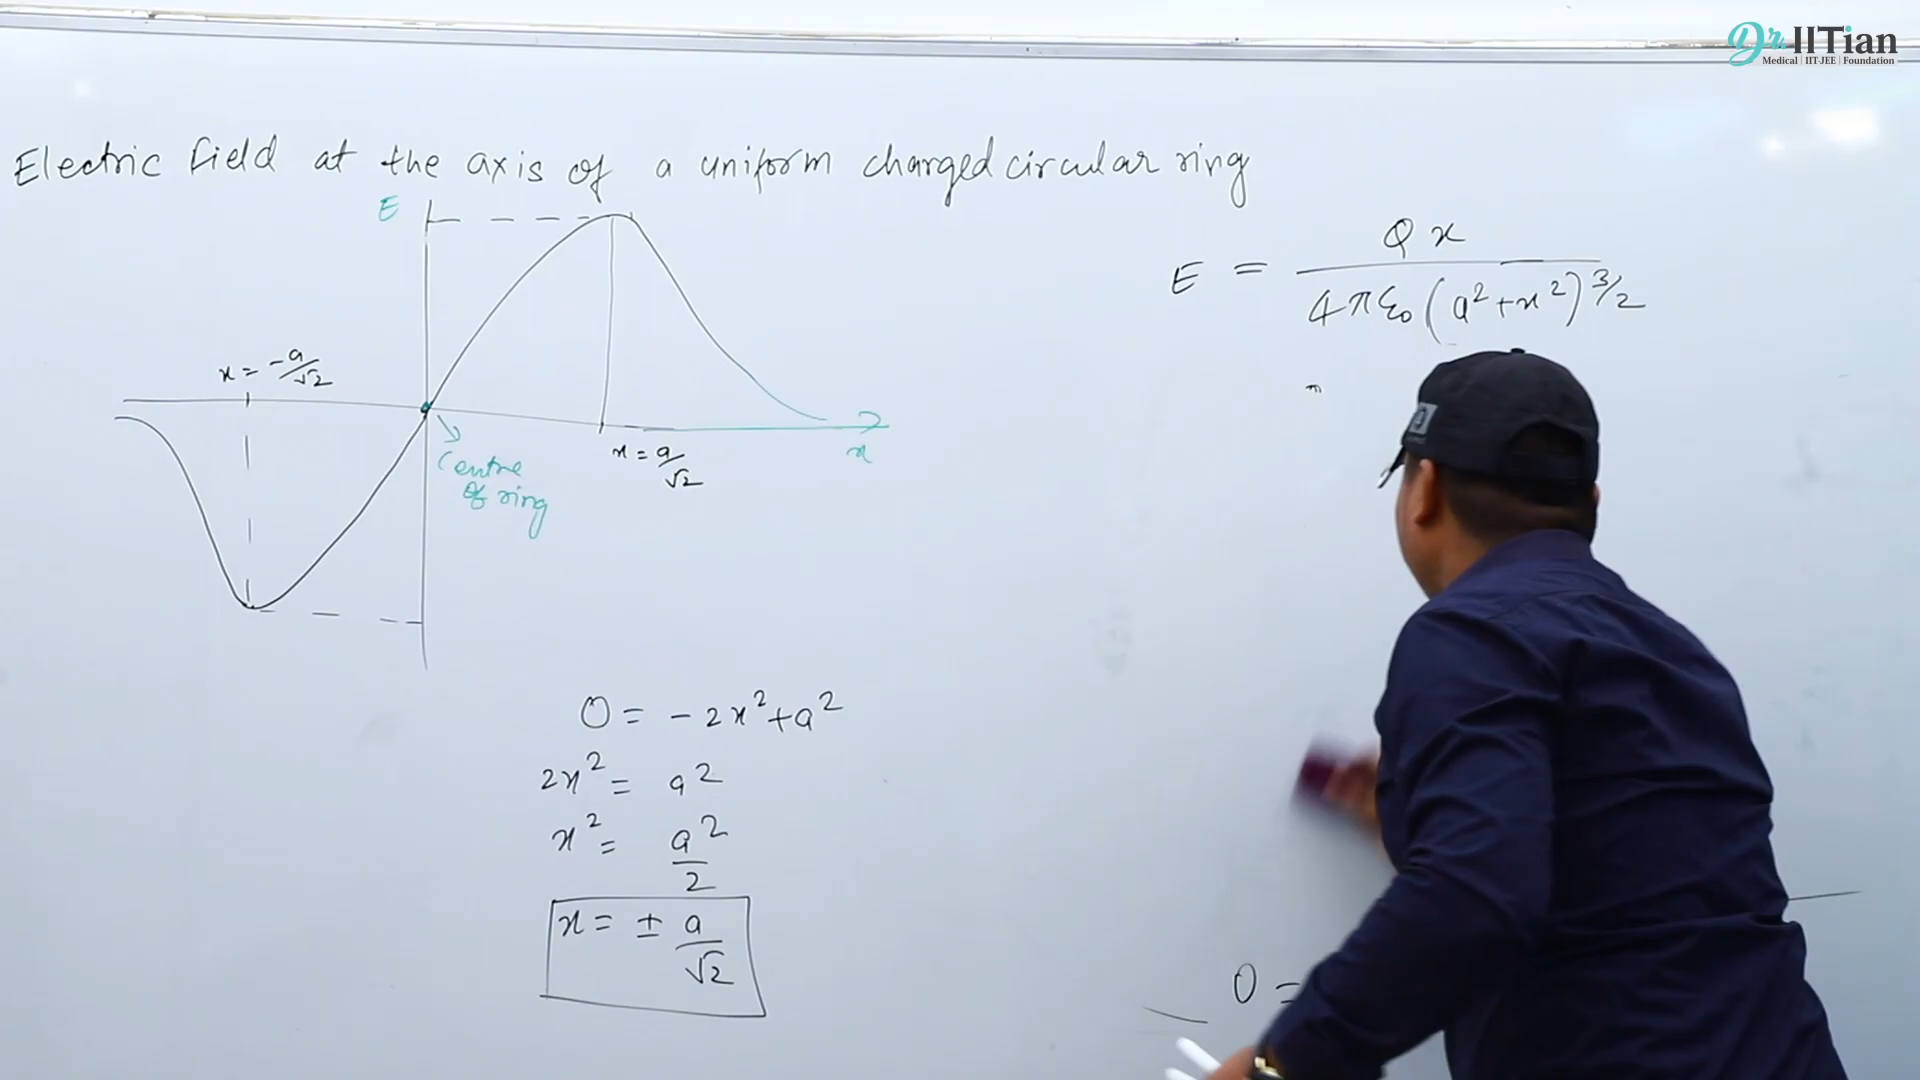 Dr. IITian
Medical | IIT-JEE | Foundation
Electric field at the axis of a uniform charged circular ring
E
x = -a/√2
Centre
of ring
x = a/√2
x
E = Qx / 4πε₀(a²+x²)^3/2
0 = -2x²+a²
2x² = a²
x² = a²/2
x = ± a/√2
0 =